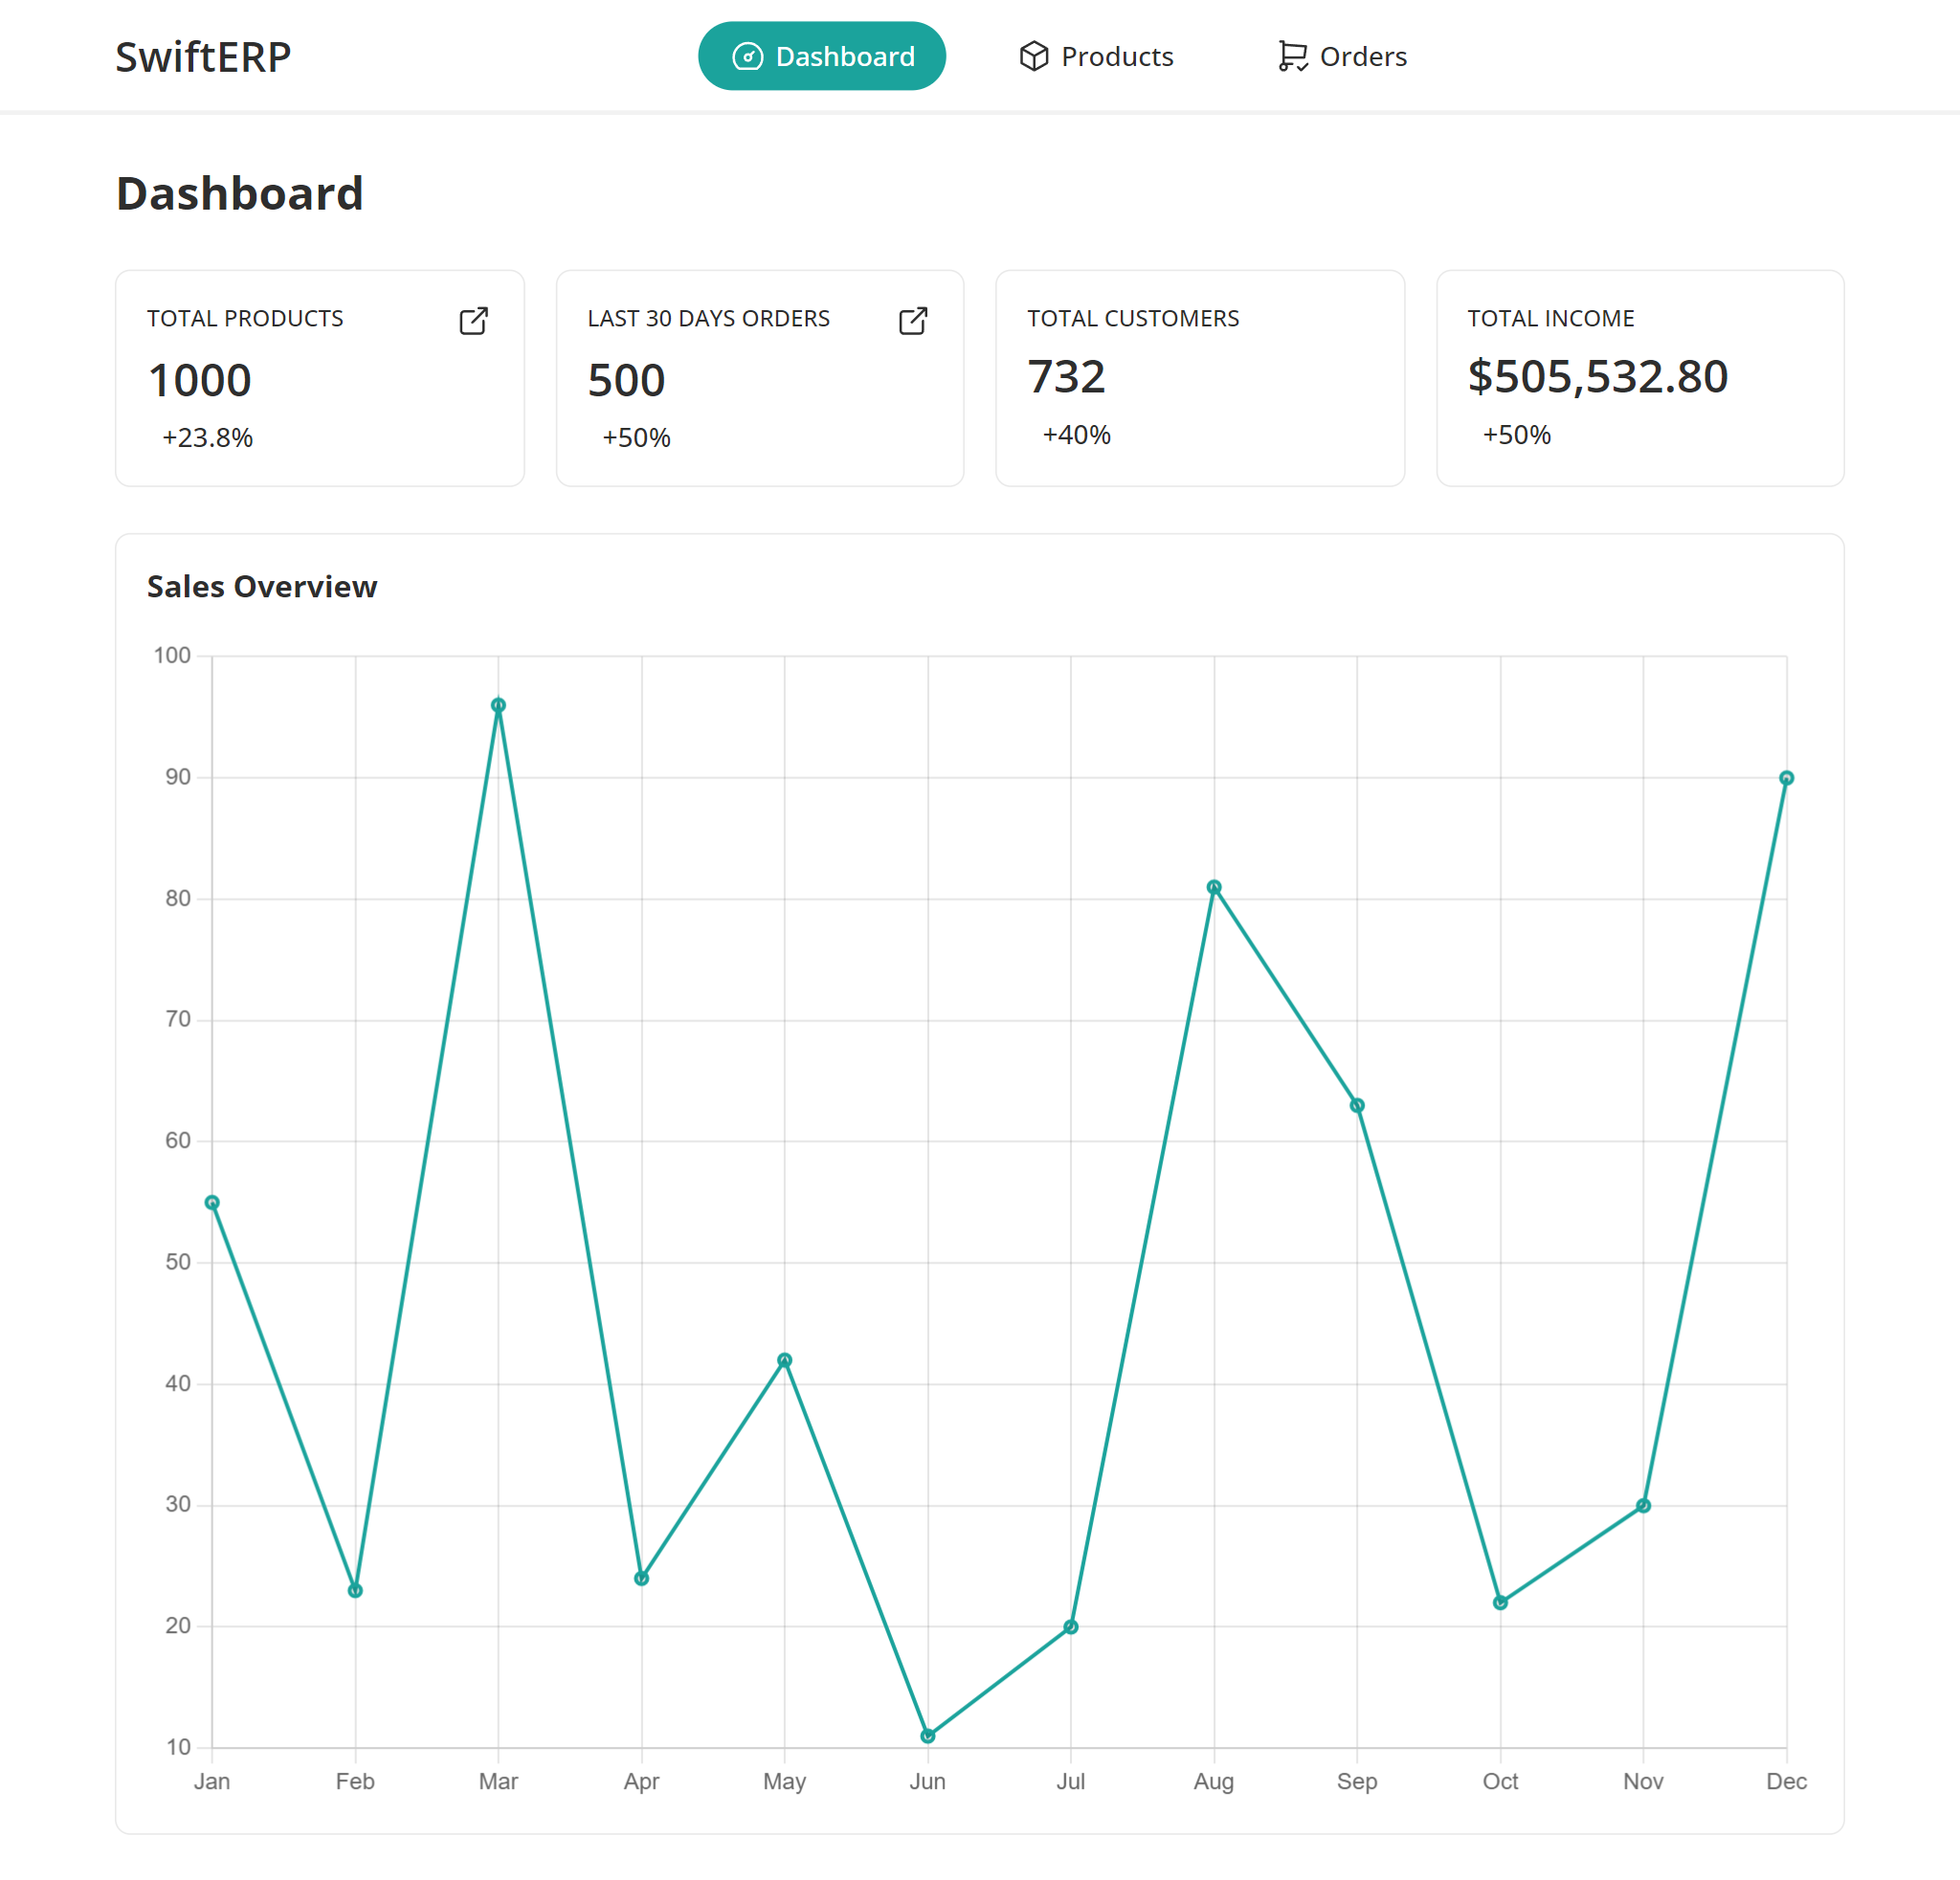 SwiftERP
Dashboard
Products
Orders
Dashboard
TOTAL PRODUCTS
1000
+23.8%
LAST 30 DAYS ORDERS
500
+50%
TOTAL CUSTOMERS
732
+40%
TOTAL INCOME
$505,532.80
+50%
Sales Overview
100
90
80
70
60
50
40
30
20
10
Jan Feb Mar Apr May Jun Jul Aug Sep Oct Nov Dec